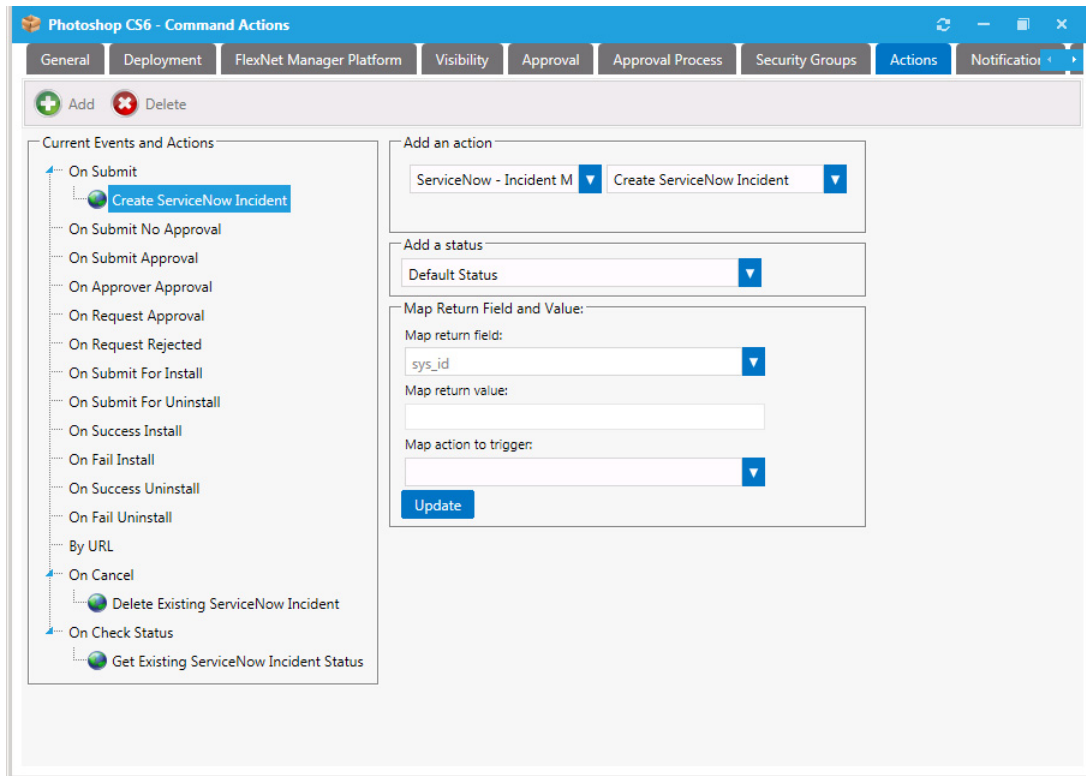 Photoshop CS6 - Command Actions
General Deployment FlexNet Manager Platform Visibility Approval Approval Process Security Groups Actions Notification
Add Delete
Current Events and Actions
On Submit
Create ServiceNow Incident
On Submit No Approval
On Submit Approval
On Approver Approval
On Request Approval
On Request Rejected
On Submit For Install
On Submit For Uninstall
On Success Install
On Fail Install
On Success Uninstall
On Fail Uninstall
By URL
On Cancel
Delete Existing ServiceNow Incident
On Check Status
Get Existing ServiceNow Incident Status
Add an action
ServiceNow - Incident M Create ServiceNow Incident
Add a status
Default Status
Map Return Field and Value:
Map return field:
sys_id
Map return value:
Map action to trigger:
Update